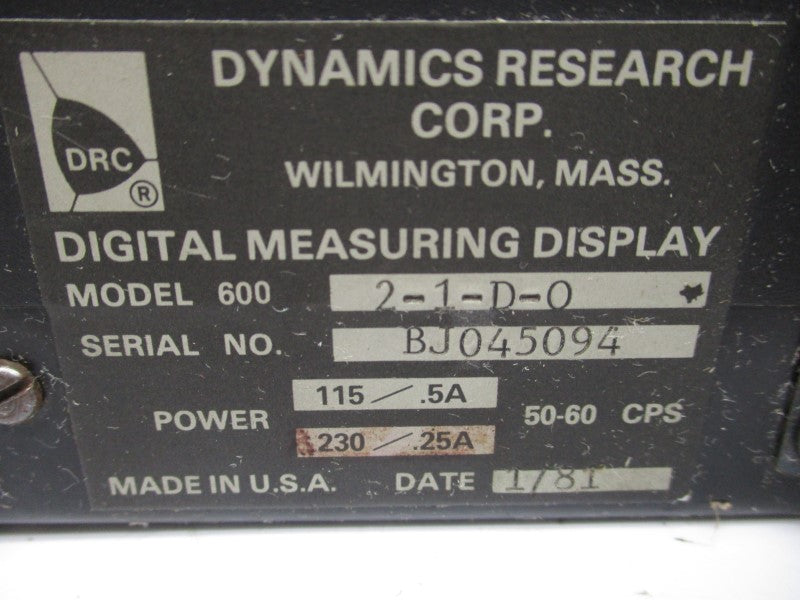 DYNAMICS RESEARCH
CORP.
DRC
®
WILMINGTON, MASS.
DIGITAL MEASURING DISPLAY
MODEL 600 2-1-D-0
SERIAL NO. BJ045094
POWER 115 / .5A 50-60 CPS
230 / .25A
MADE IN U.S.A. DATE 1/81